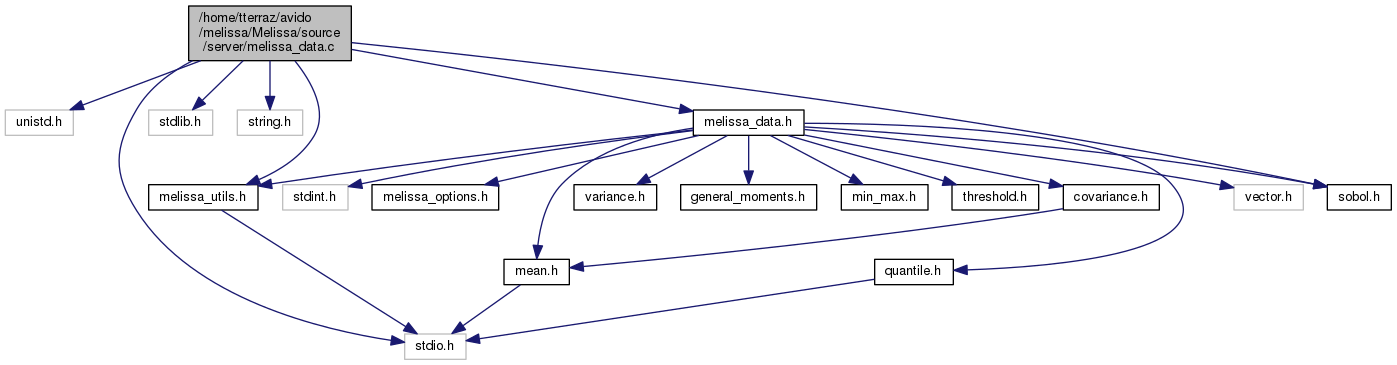 /home/tterraz/avido
/melissa/Melissa/source
/server/melissa_data.c
unistd.h
stdlib.h
string.h
melissa_data.h
melissa_utils.h
stdint.h
melissa_options.h
variance.h
general_moments.h
min_max.h
threshold.h
covariance.h
vector.h
sobol.h
mean.h
quantile.h
stdio.h